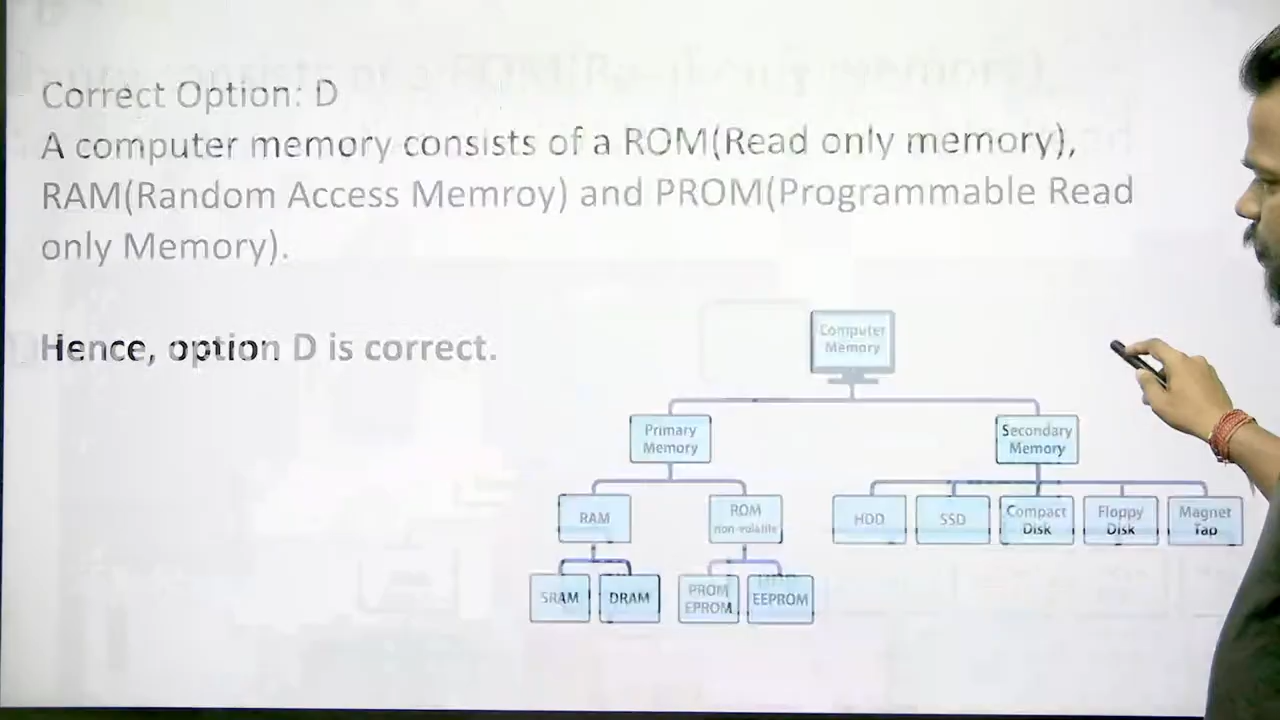 Correct Option: D
A computer memory consists of a ROM(Read only memory),
RAM(Random Access Memroy) and PROM(Programmable Read
only Memory).
Hence, option D is correct.
Computer
Memory
Primary
Memory
Secondary
Memory
RAM
ROM
non-volatile
HDD
SSD
Compact
Disk
Floppy
Disk
Magnet
Tap
SRAM
DRAM
PROM
EPROM
EEPROM